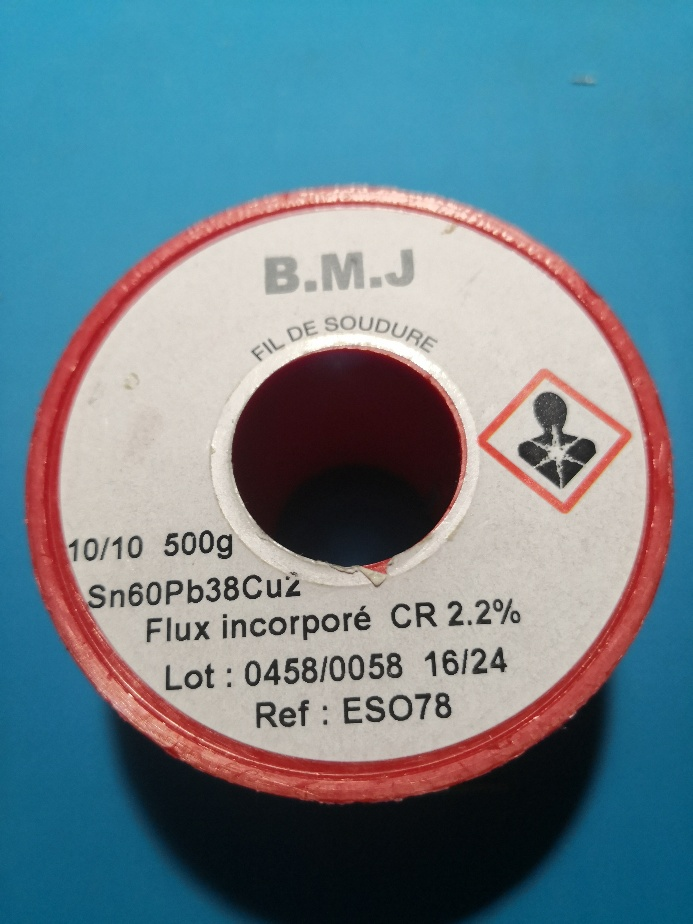 B.M.J
FIL DE SOUDURE
10/10 500g
Sn60Pb38Cu2
Flux incorporé CR 2.2%
Lot : 0458/0058 16/24
Ref : ESO78